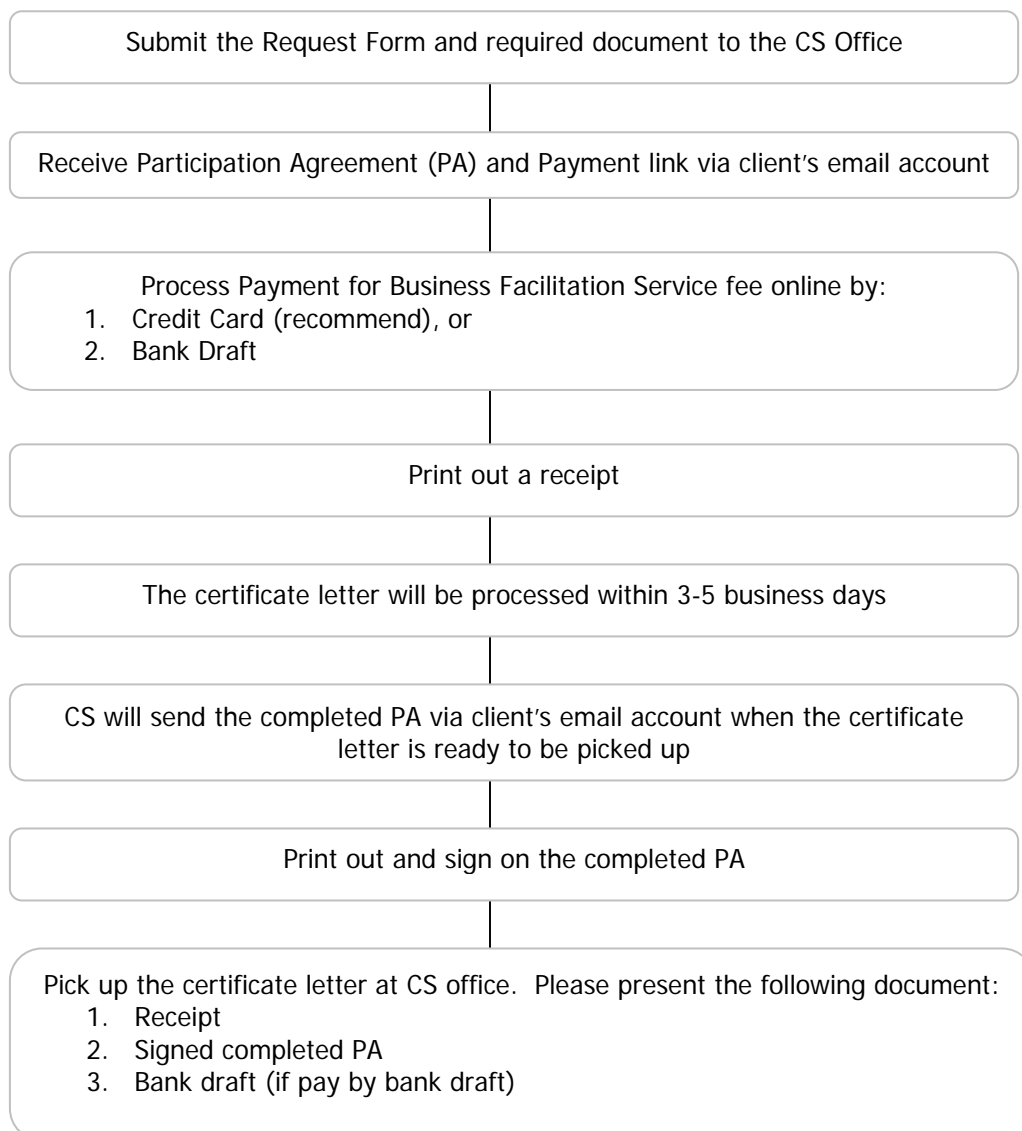 Submit the Request Form and required document to the CS Office
Receive Participation Agreement (PA) and Payment link via client's email account
Process Payment for Business Facilitation Service fee online by:
1. Credit Card (recommend), or
2. Bank Draft
Print out a receipt
The certificate letter will be processed within 3-5 business days
CS will send the completed PA via client's email account when the certificate
letter is ready to be picked up
Print out and sign on the completed PA
Pick up the certificate letter at CS office. Please present the following document:
1. Receipt
2. Signed completed PA
3. Bank draft (if pay by bank draft)